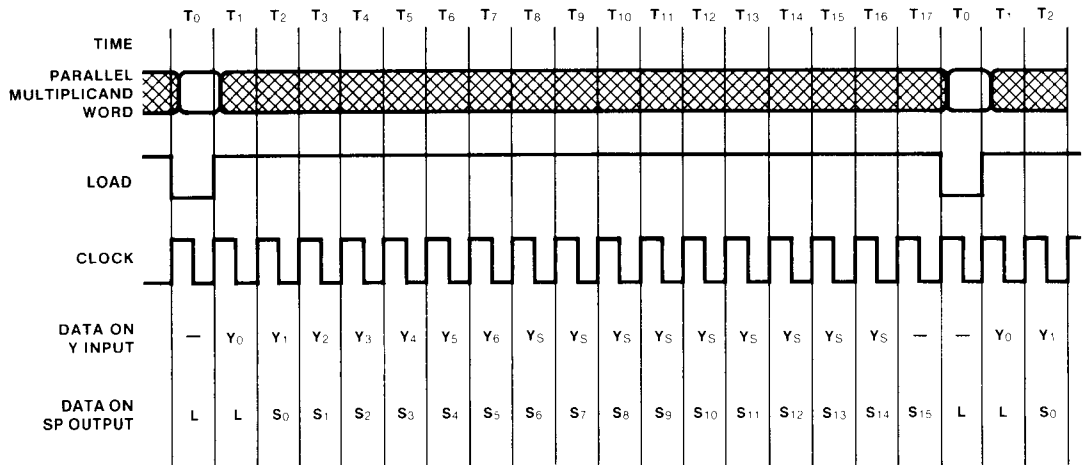 T0 T1 T2 T3 T4 T5 T6 T7 T8 T9 T10 T11 T12 T13 T14 T15 T16 T17 T0 T1 T2
TIME
PARALLEL
MULTIPLICAND
WORD
LOAD
CLOCK
DATA ON
Y INPUT
— Y0 Y1 Y2 Y3 Y4 Y5 Y6 YS YS YS YS YS YS YS YS YS — — Y0 Y1
DATA ON
SP OUTPUT
L L S0 S1 S2 S3 S4 S5 S6 S7 S8 S9 S10 S11 S12 S13 S14 S15 L L S0